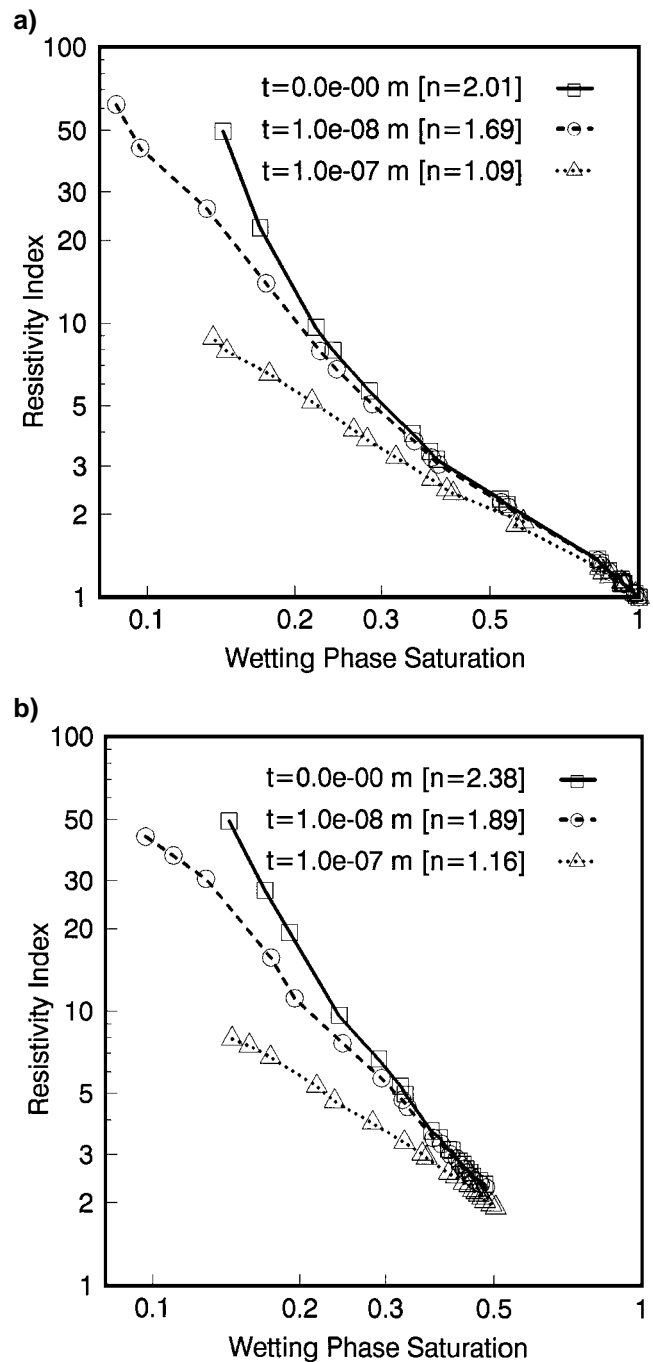 a)
100
50
30
20
10
5
3
2
1
Resistivity Index
t=0.0e-00 m [n=2.01]
t=1.0e-08 m [n=1.69]
t=1.0e-07 m [n=1.09]
0.1 0.2 0.3 0.5 1
Wetting Phase Saturation
b)
100
50
30
20
10
5
3
2
1
Resistivity Index
t=0.0e-00 m [n=2.38]
t=1.0e-08 m [n=1.89]
t=1.0e-07 m [n=1.16]
0.1 0.2 0.3 0.5 1
Wetting Phase Saturation